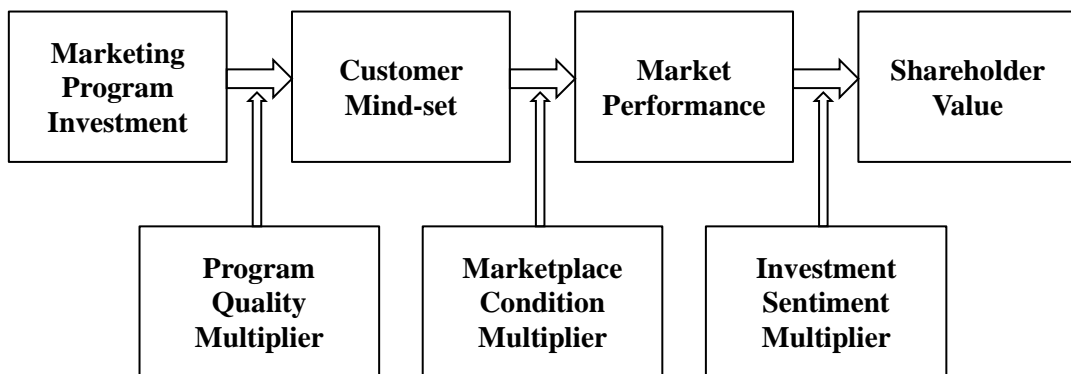 Marketing
Program
Investment
Customer
Mind-set
Market
Performance
Shareholder
Value
Program
Quality
Multiplier
Marketplace
Condition
Multiplier
Investment
Sentiment
Multiplier